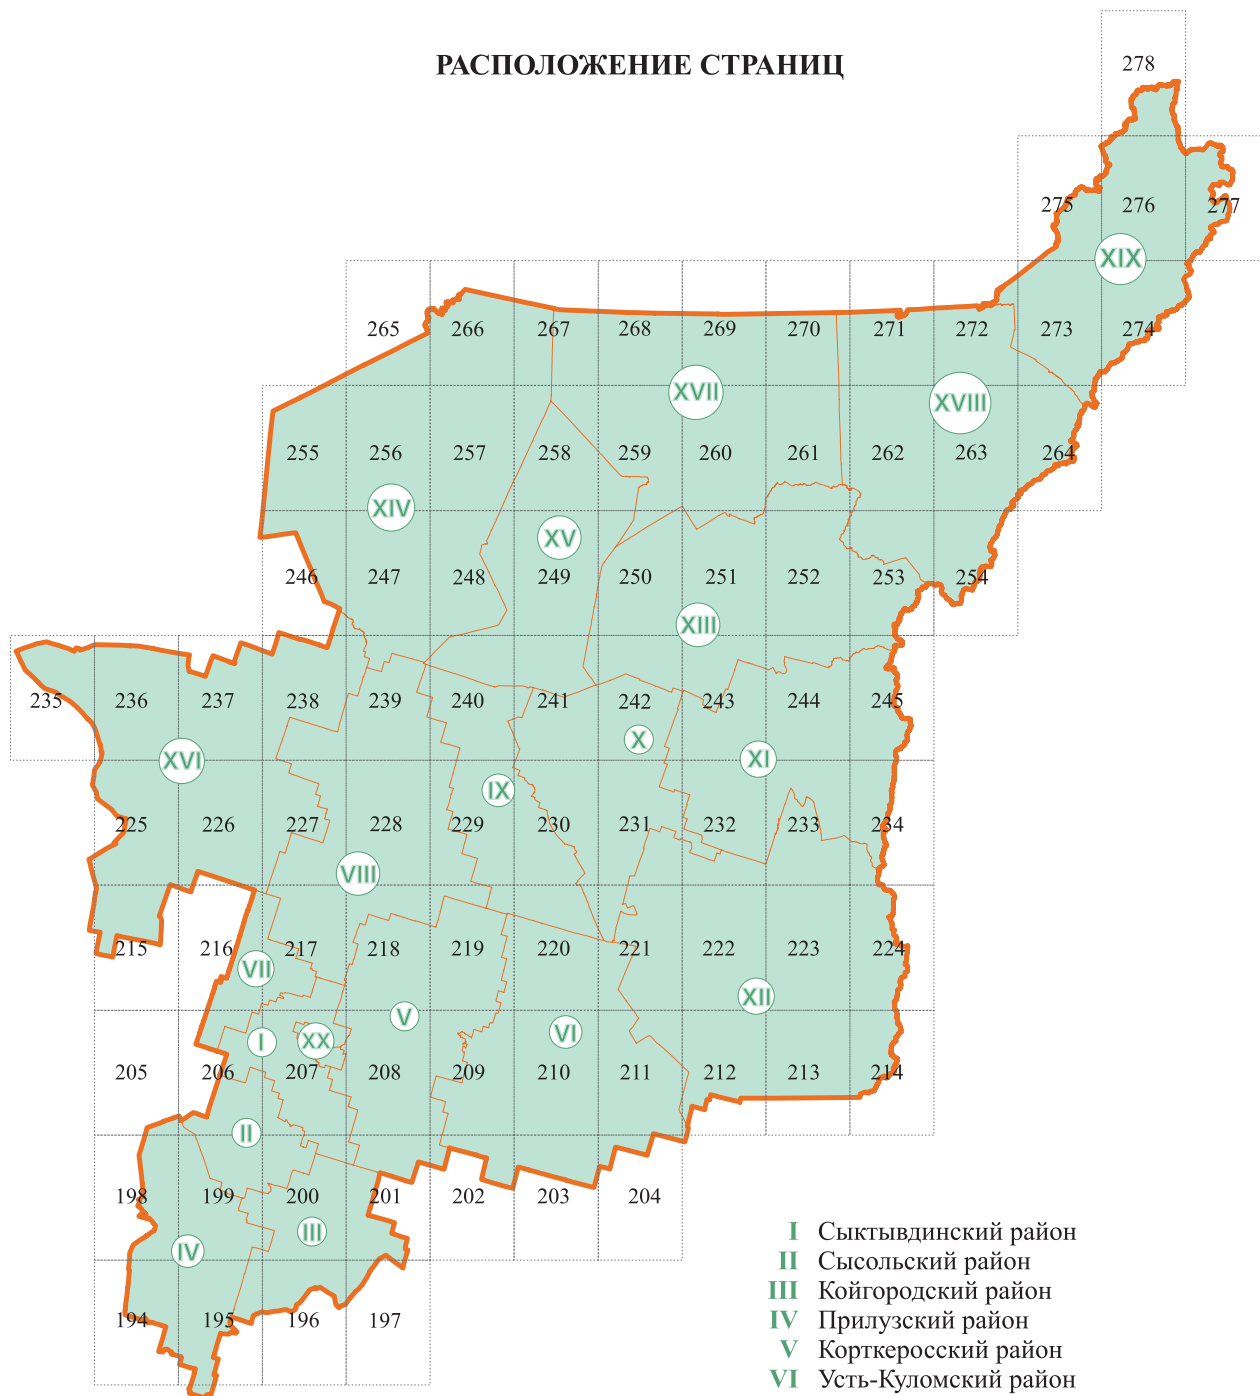 РАСПОЛОЖЕНИЕ СТРАНИЦ
278
275 276 277
XIX
265 266 267 268 269 270 271 272 273 274
XVII XVIII
255 256 257 258 259 260 261 262 263 264
XIV XV
246 247 248 249 250 251 252 253 254
XIII
235 236 237 238 239 240 241 242 243 244 245
XVI X XI
IX
225 226 227 228 229 230 231 232 233 234
VIII
215 216 217 218 219 220 221 222 223 224
VII XII
I XX V VI
205 206 207 208 209 210 211 212 213 214
II
198 199 200 201 202 203 204
IV III
194 195 196 197
I Сыктывдинский район
II Сысольский район
III Койгородский район
IV Прилузский район
V Корткеросский район
VI Усть-Куломский район